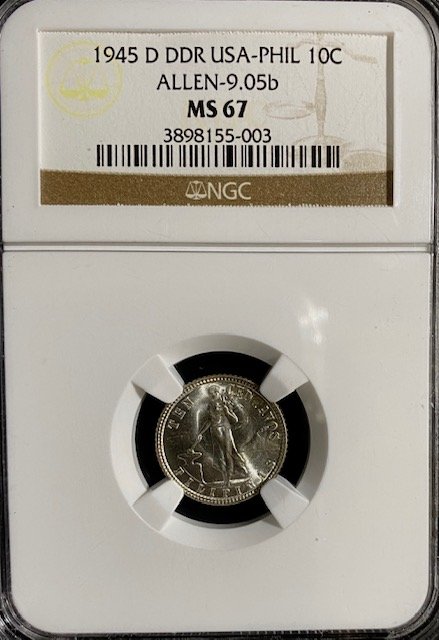 1945 D DDR USA-PHIL 10C
ALLEN-9.05b
MS 67
3898155-003
NGC
TEN CENTAVOS
FILIPINAS